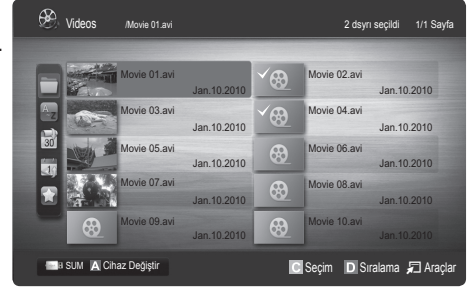 Videos /Movie 01.avi 2 dsyrı seçildi 1/1 Sayfa
Movie 01.avi Movie 02.avi
Jan.10.2010 Jan.10.2010
Movie 03.avi Movie 04.avi
Jan.10.2010 Jan.10.2010
30
Movie 05.avi Movie 06.avi
Jan.10.2010 Jan.10.2010
1
Movie 07.avi Movie 08.avi
Jan.10.2010 Jan.10.2010
Movie 09.avi Movie 10.avi
Jan.10.2010 Jan.10.2010
SUM A Cihaz Değiştir C Seçim D Sıralama Araçlar